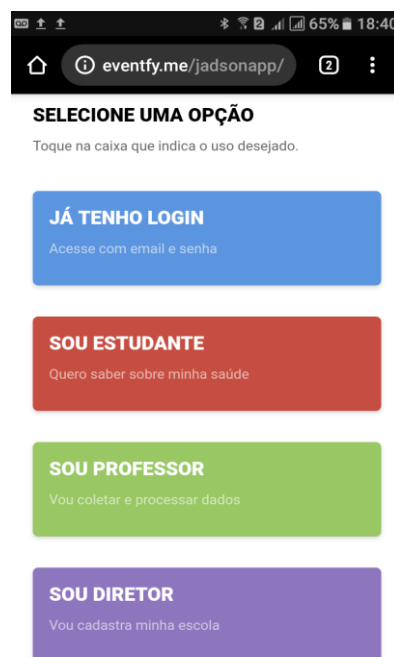 65% 18:40
eventfy.me/jadsonapp/ 2
SELECIONE UMA OPÇÃO
Toque na caixa que indica o uso desejado.
JÁ TENHO LOGIN
Acesse com email e senha
SOU ESTUDANTE
Quero saber sobre minha saúde
SOU PROFESSOR
Vou coletar e processar dados
SOU DIRETOR
Vou cadastra minha escola